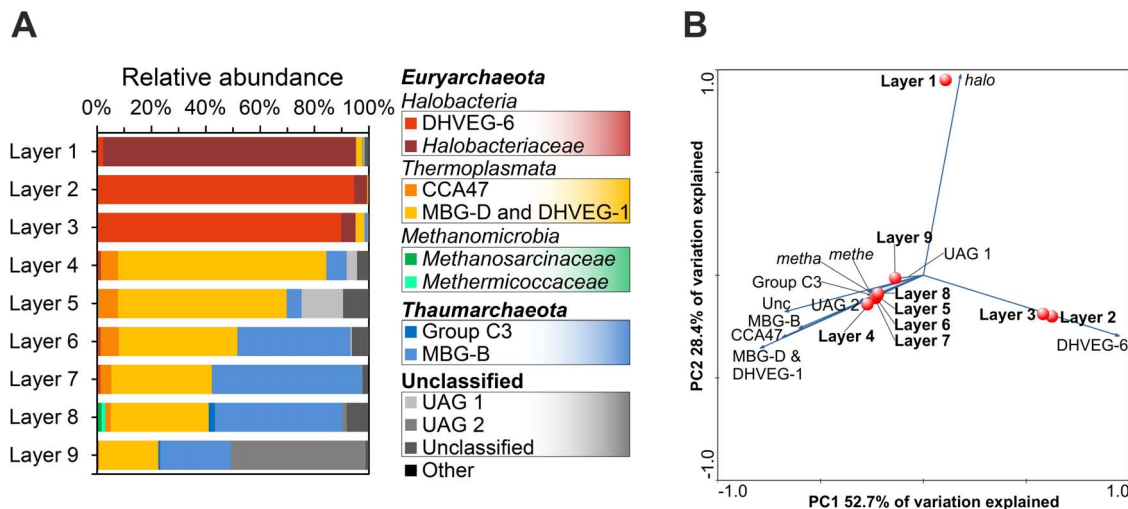 A
Relative abundance
0% 20% 40% 60% 80% 100%
Layer 1
Layer 2
Layer 3
Layer 4
Layer 5
Layer 6
Layer 7
Layer 8
Layer 9
Euryarchaeota
Halobacteria
DHVEG-6
Halobacteriaceae
Thermoplasmata
CCA47
MBG-D and DHVEG-1
Methanomicrobia
Methanosarcinaceae
Methermicoccaceae
Thaumarchaeota
Group C3
MBG-B
Unclassified
UAG 1
UAG 2
Unclassified
Other
B
1.0
PC2 28.4% of variation explained
-1.0
Layer 1
halo
Layer 9
metha
methe
UAG 1
Group C3
Layer 8
Unc
UAG 2
Layer 5
MBG-B
Layer 6
CCA47
Layer 4
Layer 7
MBG-D &
DHVEG-1
Layer 3
Layer 2
DHVEG-6
-1.0
PC1 52.7% of variation explained
1.0